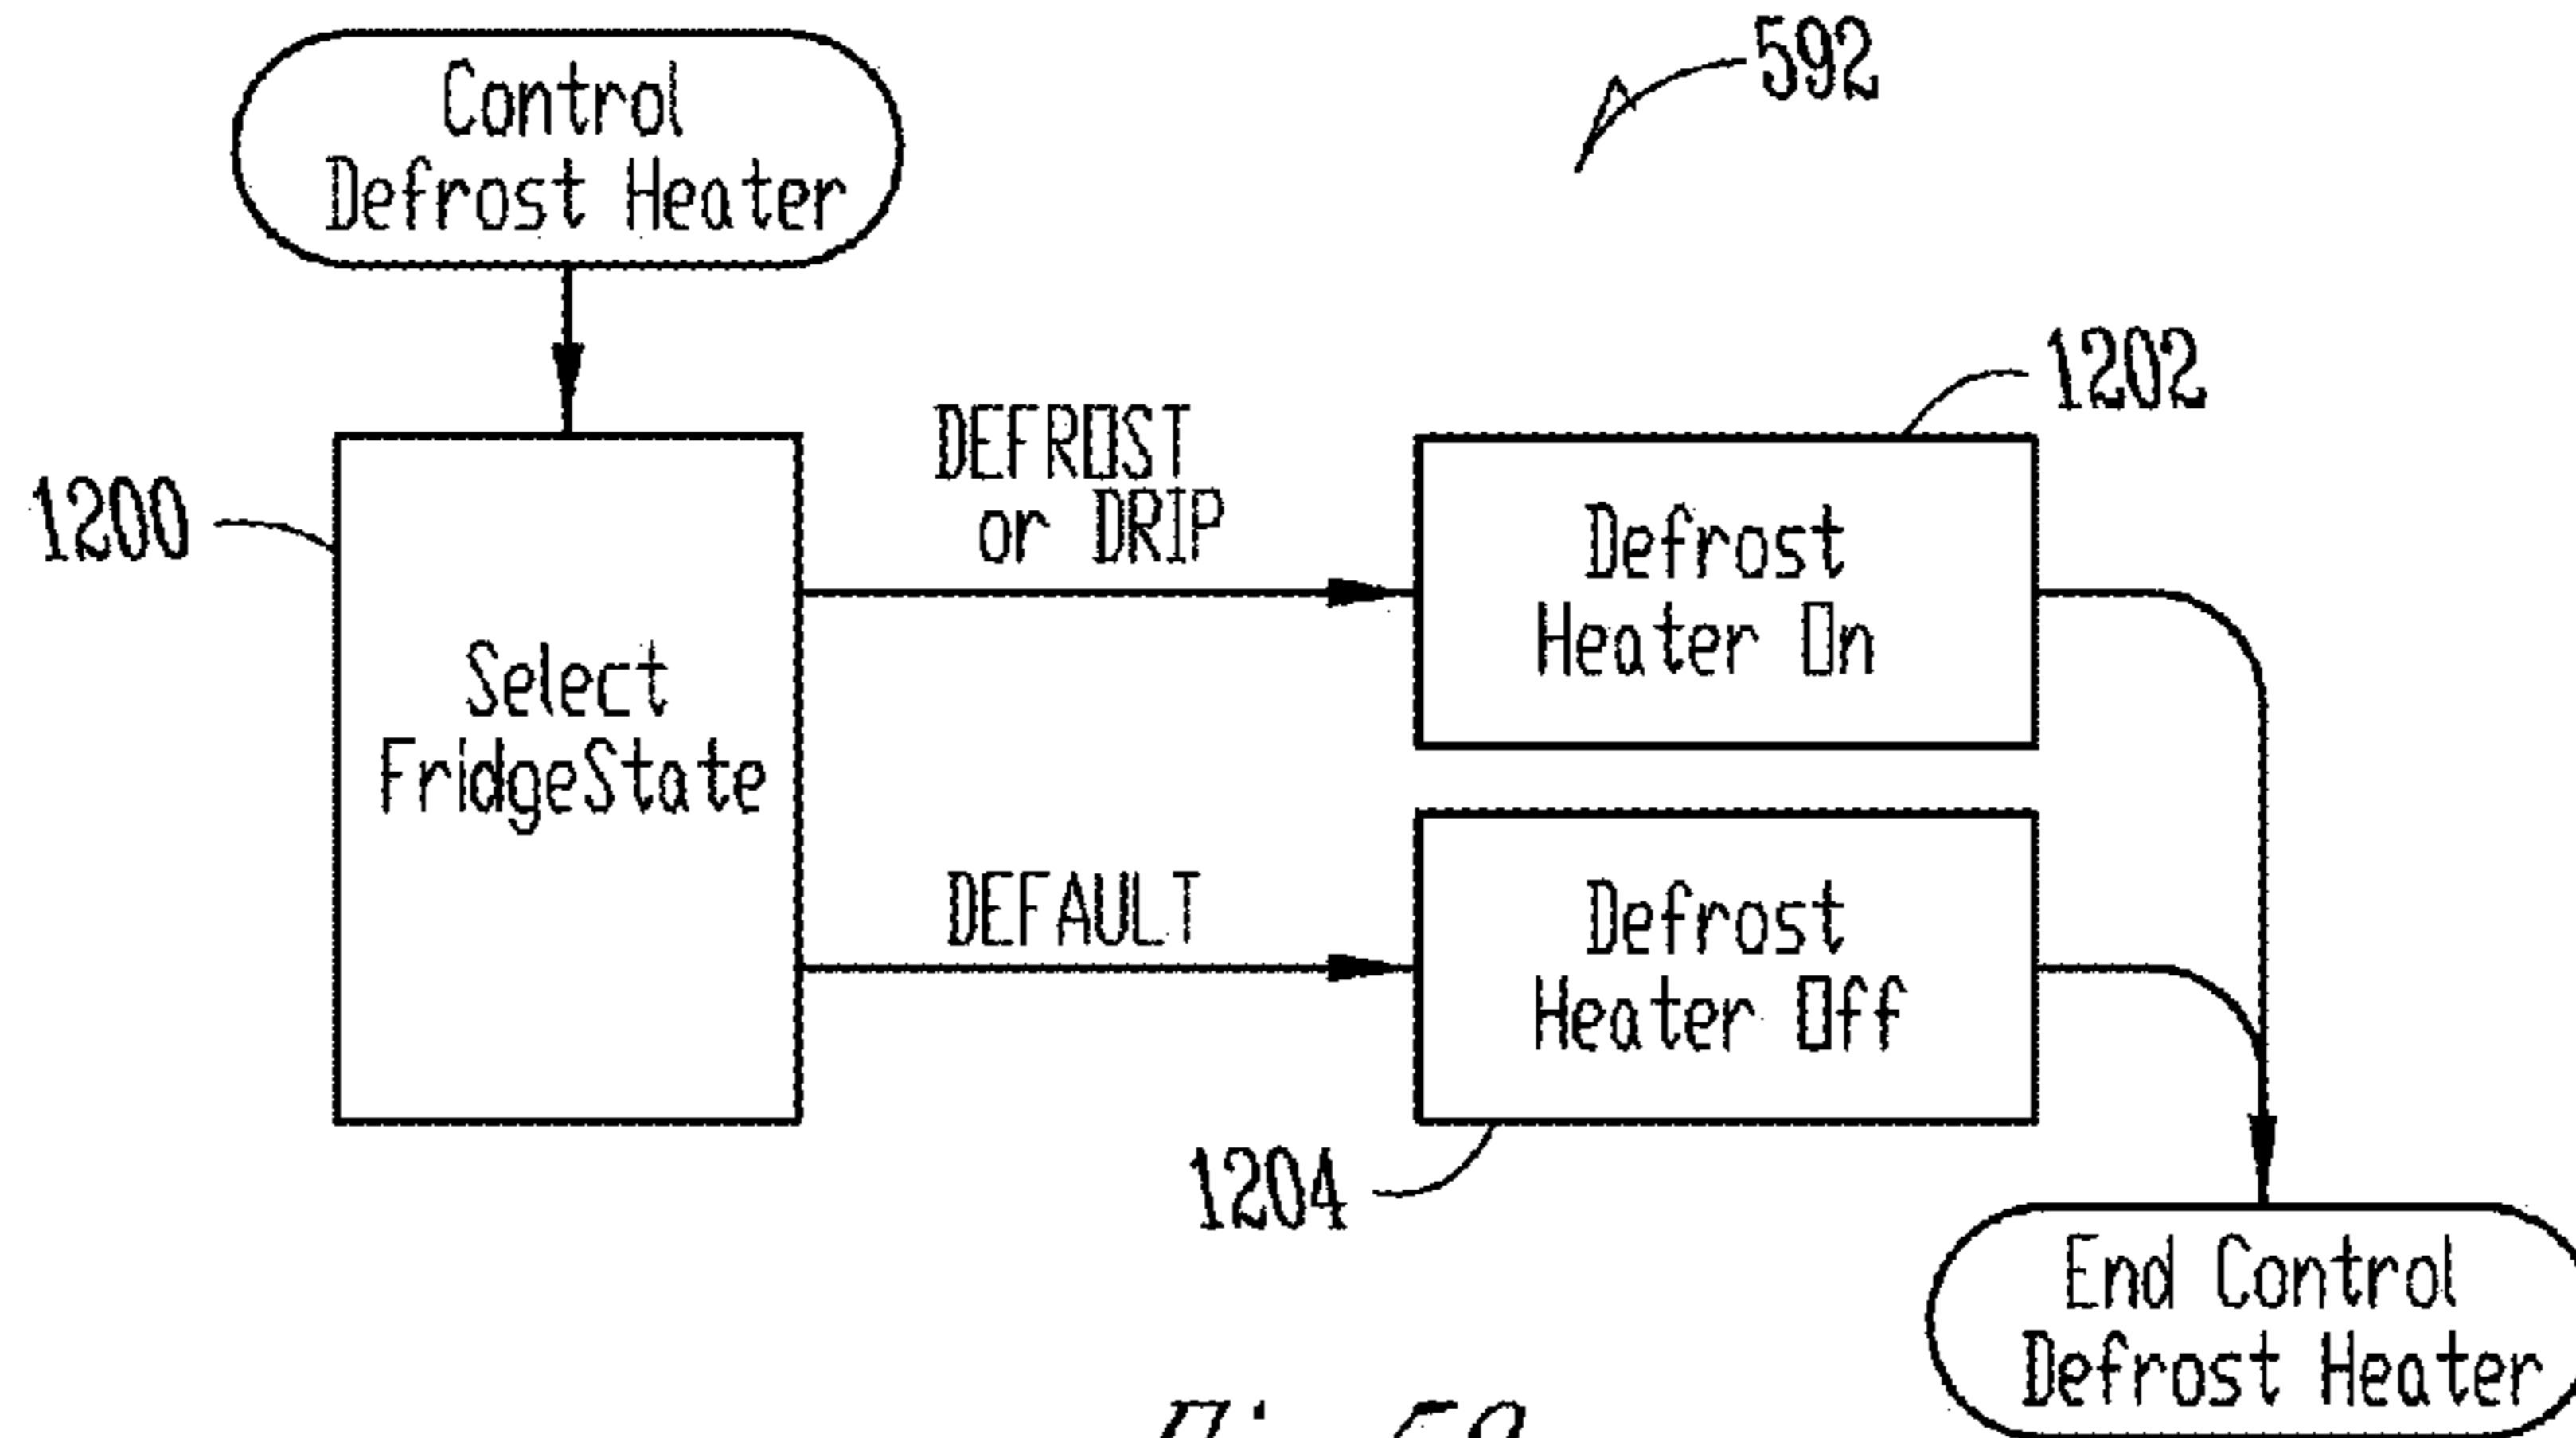 Control
Defrost Heater
592
1200
Select
FridgeState
DEFROST
or DRIP
1202
Defrost
Heater On
DEFAULT
Defrost
Heater Off
1204
End Control
Defrost Heater